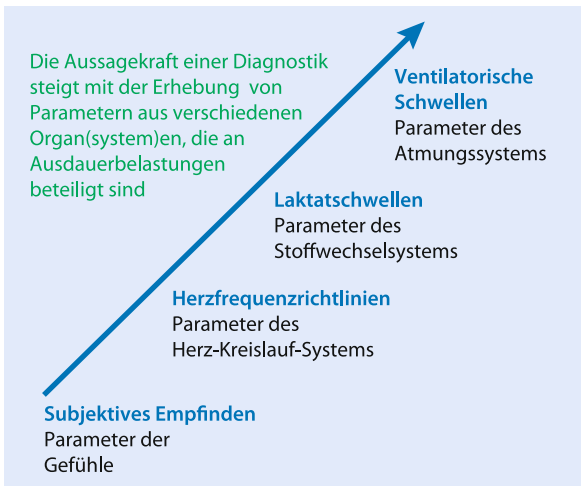 Die Aussagekraft einer Diagnostik
steigt mit der Erhebung von
Parametern aus verschiedenen
Organ(system)en, die an
Ausdauerbelastungen
beteiligt sind
Ventilatorische
Schwellen
Parameter des
Atmungssystems
Laktatschwellen
Parameter des
Stoffwechselsystems
Herzfrequenzrichtlinien
Parameter des
Herz-Kreislauf-Systems
Subjektives Empfinden
Parameter der
Gefühle